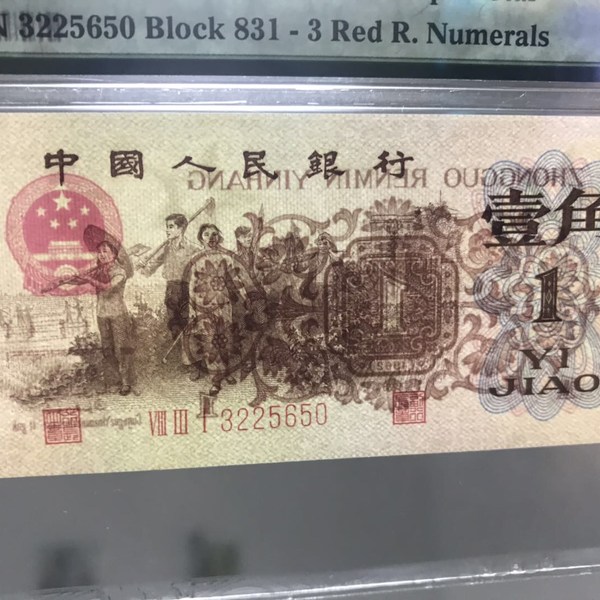 N 3225650 Block 831 - 3 Red R. Numerals
中國人民銀行
ZHONGGUO RENMIN YINHANG
壹角
1
1
YI
JIAO
VIII III I 3225650